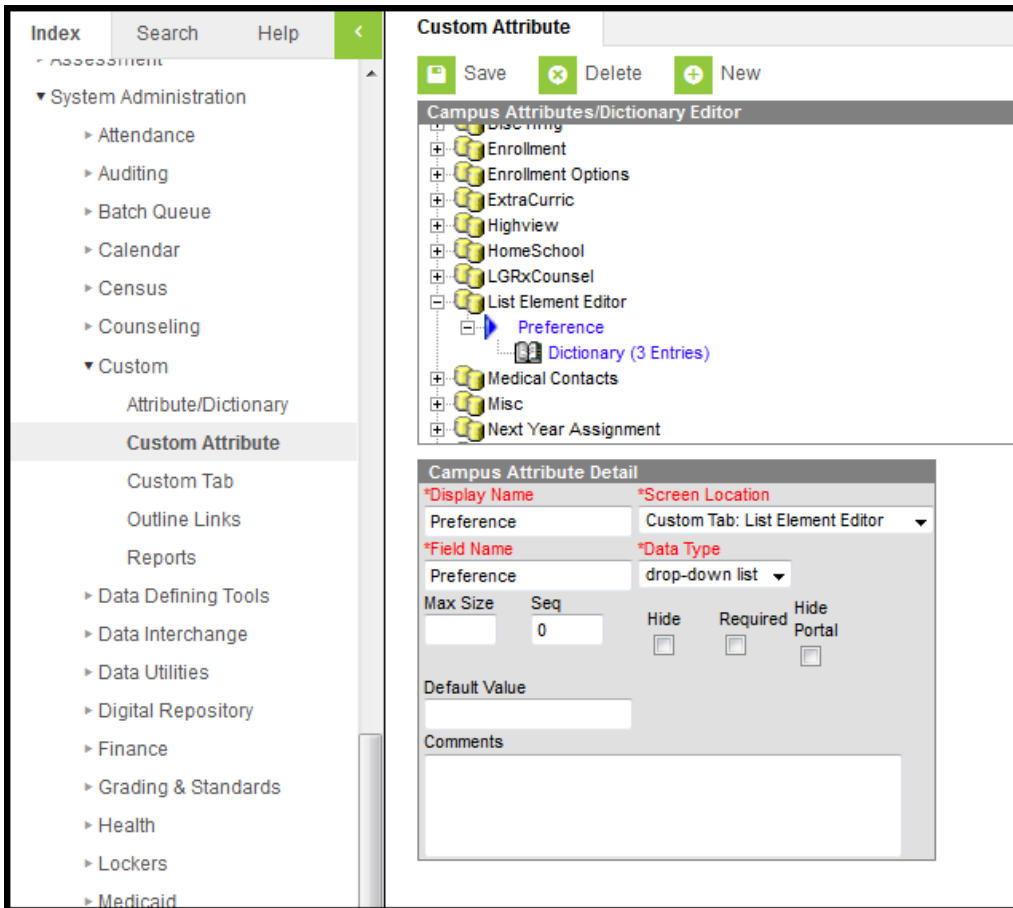 Index Search Help
Assessment
System Administration
Attendance
Auditing
Batch Queue
Calendar
Census
Counseling
Custom
Attribute/Dictionary
Custom Attribute
Custom Tab
Outline Links
Reports
Data Defining Tools
Data Interchange
Data Utilities
Digital Repository
Finance
Grading & Standards
Health
Lockers
Medicaid
Custom Attribute
Save Delete New
Campus Attributes/Dictionary Editor
Enrollment
Enrollment Options
ExtraCurric
Highview
HomeSchool
LGRxCounsel
List Element Editor
Preference
Dictionary (3 Entries)
Medical Contacts
Misc
Next Year Assignment
Campus Attribute Detail
*Display Name *Screen Location
Preference Custom Tab: List Element Editor
*Field Name *Data Type
Preference drop-down list
Max Size Seq Hide Required Hide Portal
0
Default Value
Comments